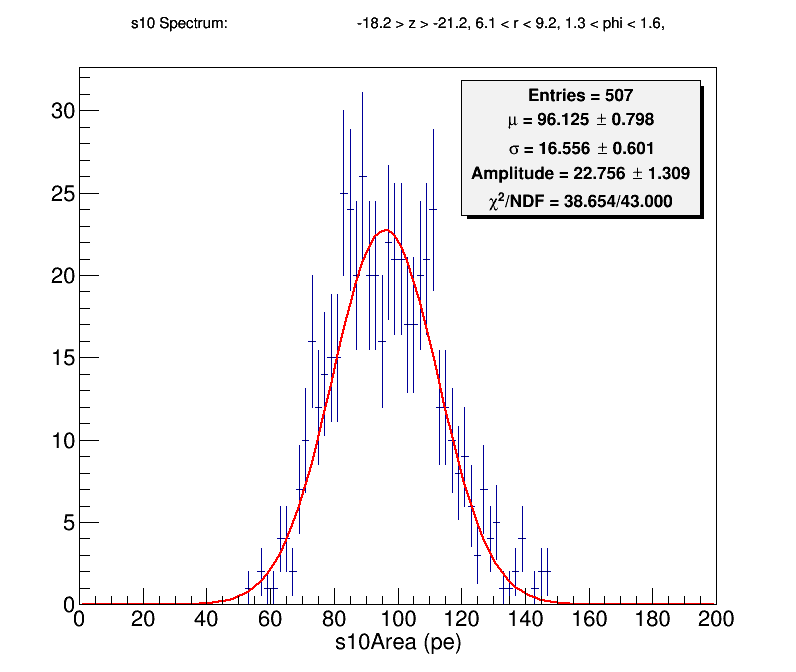 s10 Spectrum: -18.2 > z > -21.2, 6.1 < r < 9.2, 1.3 < phi < 1.6,
Entries = 507
μ = 96.125 ± 0.798
σ = 16.556 ± 0.601
Amplitude = 22.756 ± 1.309
χ²/NDF = 38.654/43.000
30
25
20
15
10
5
0
0 20 40 60 80 100 120 140 160 180 200
s10Area (pe)